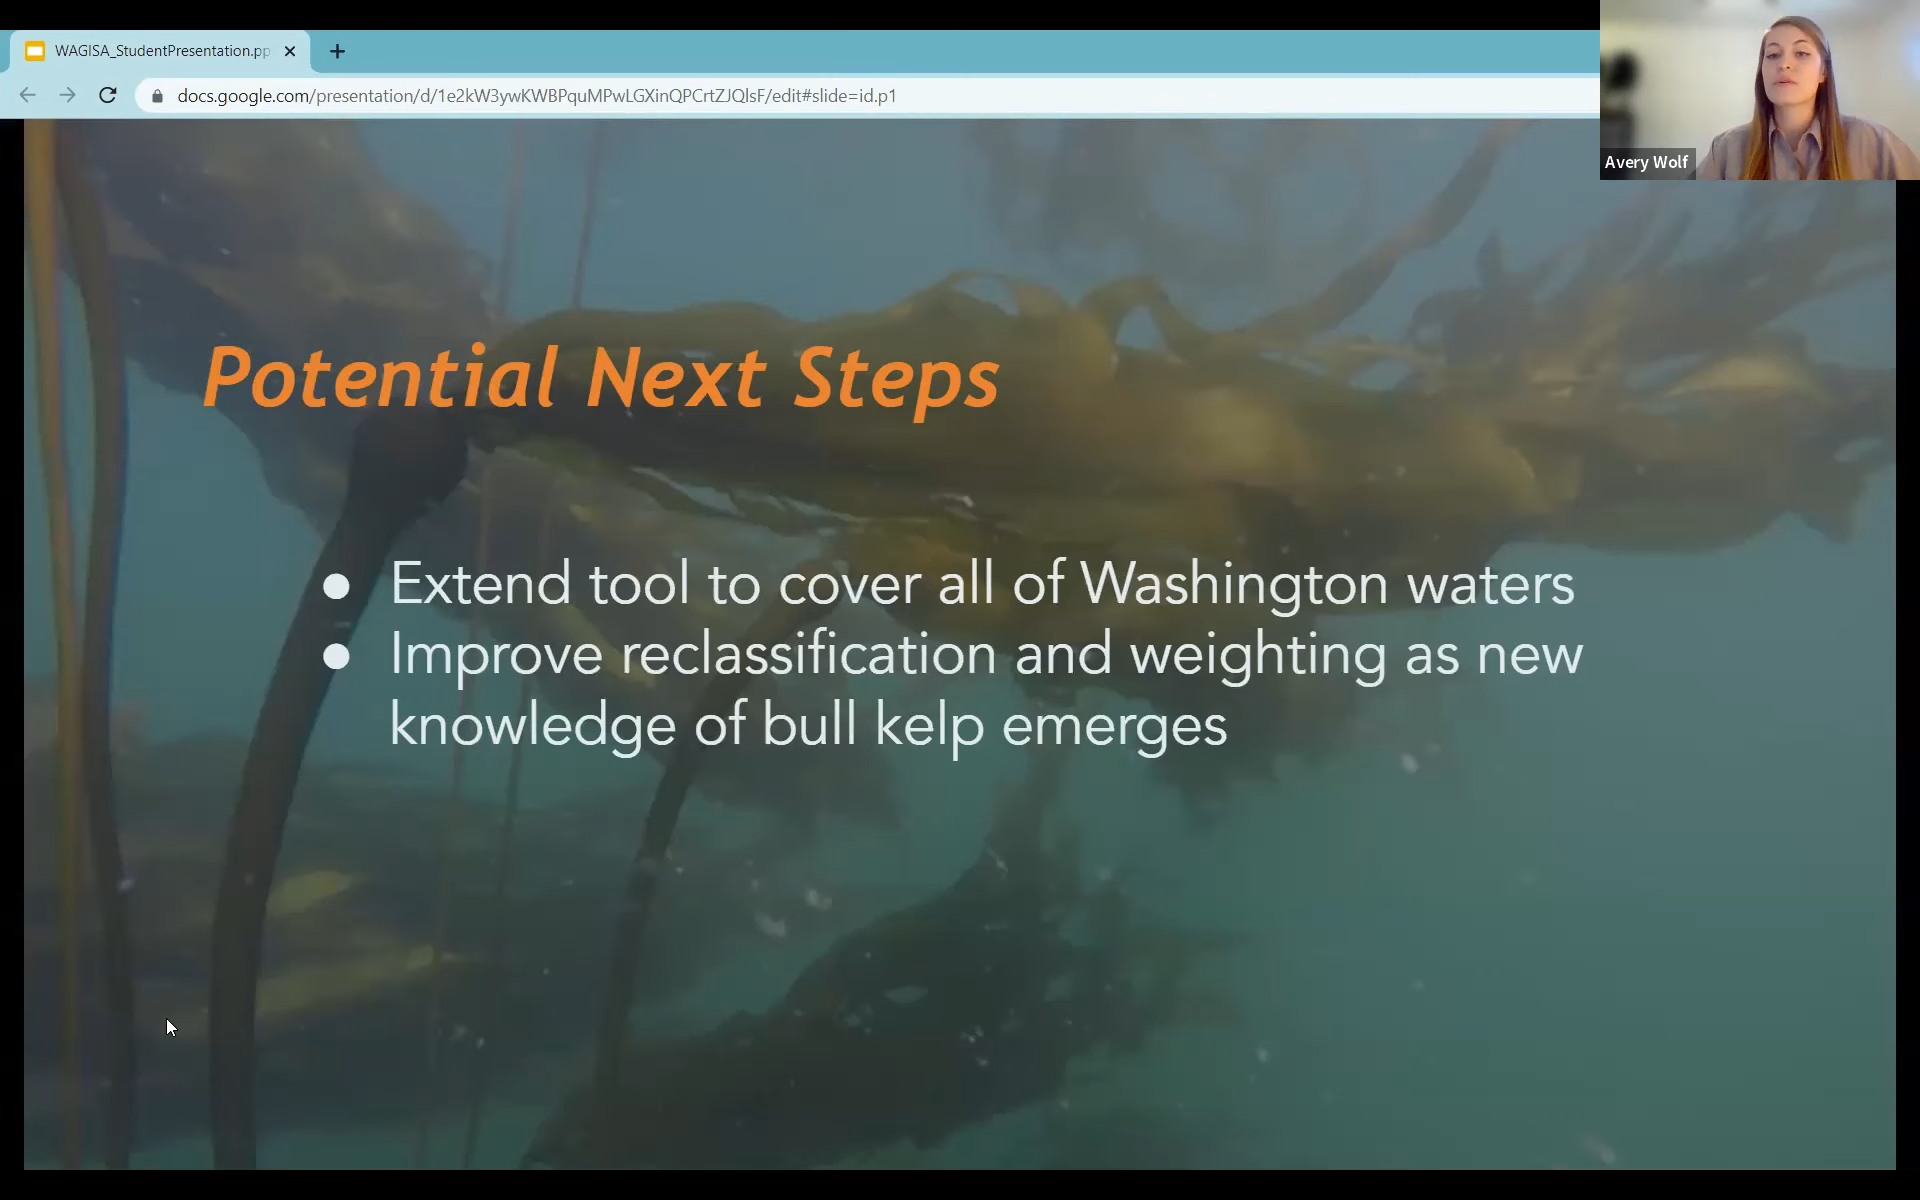 WAGISA_StudentPresentation.pp
docs.google.com/presentation/d/1e2kW3ywKWBPquMPwLGXinQPCrtZJQlsF/edit#slide=id.p1
Avery Wolf
Potential Next Steps
● Extend tool to cover all of Washington waters
● Improve reclassification and weighting as new
knowledge of bull kelp emerges